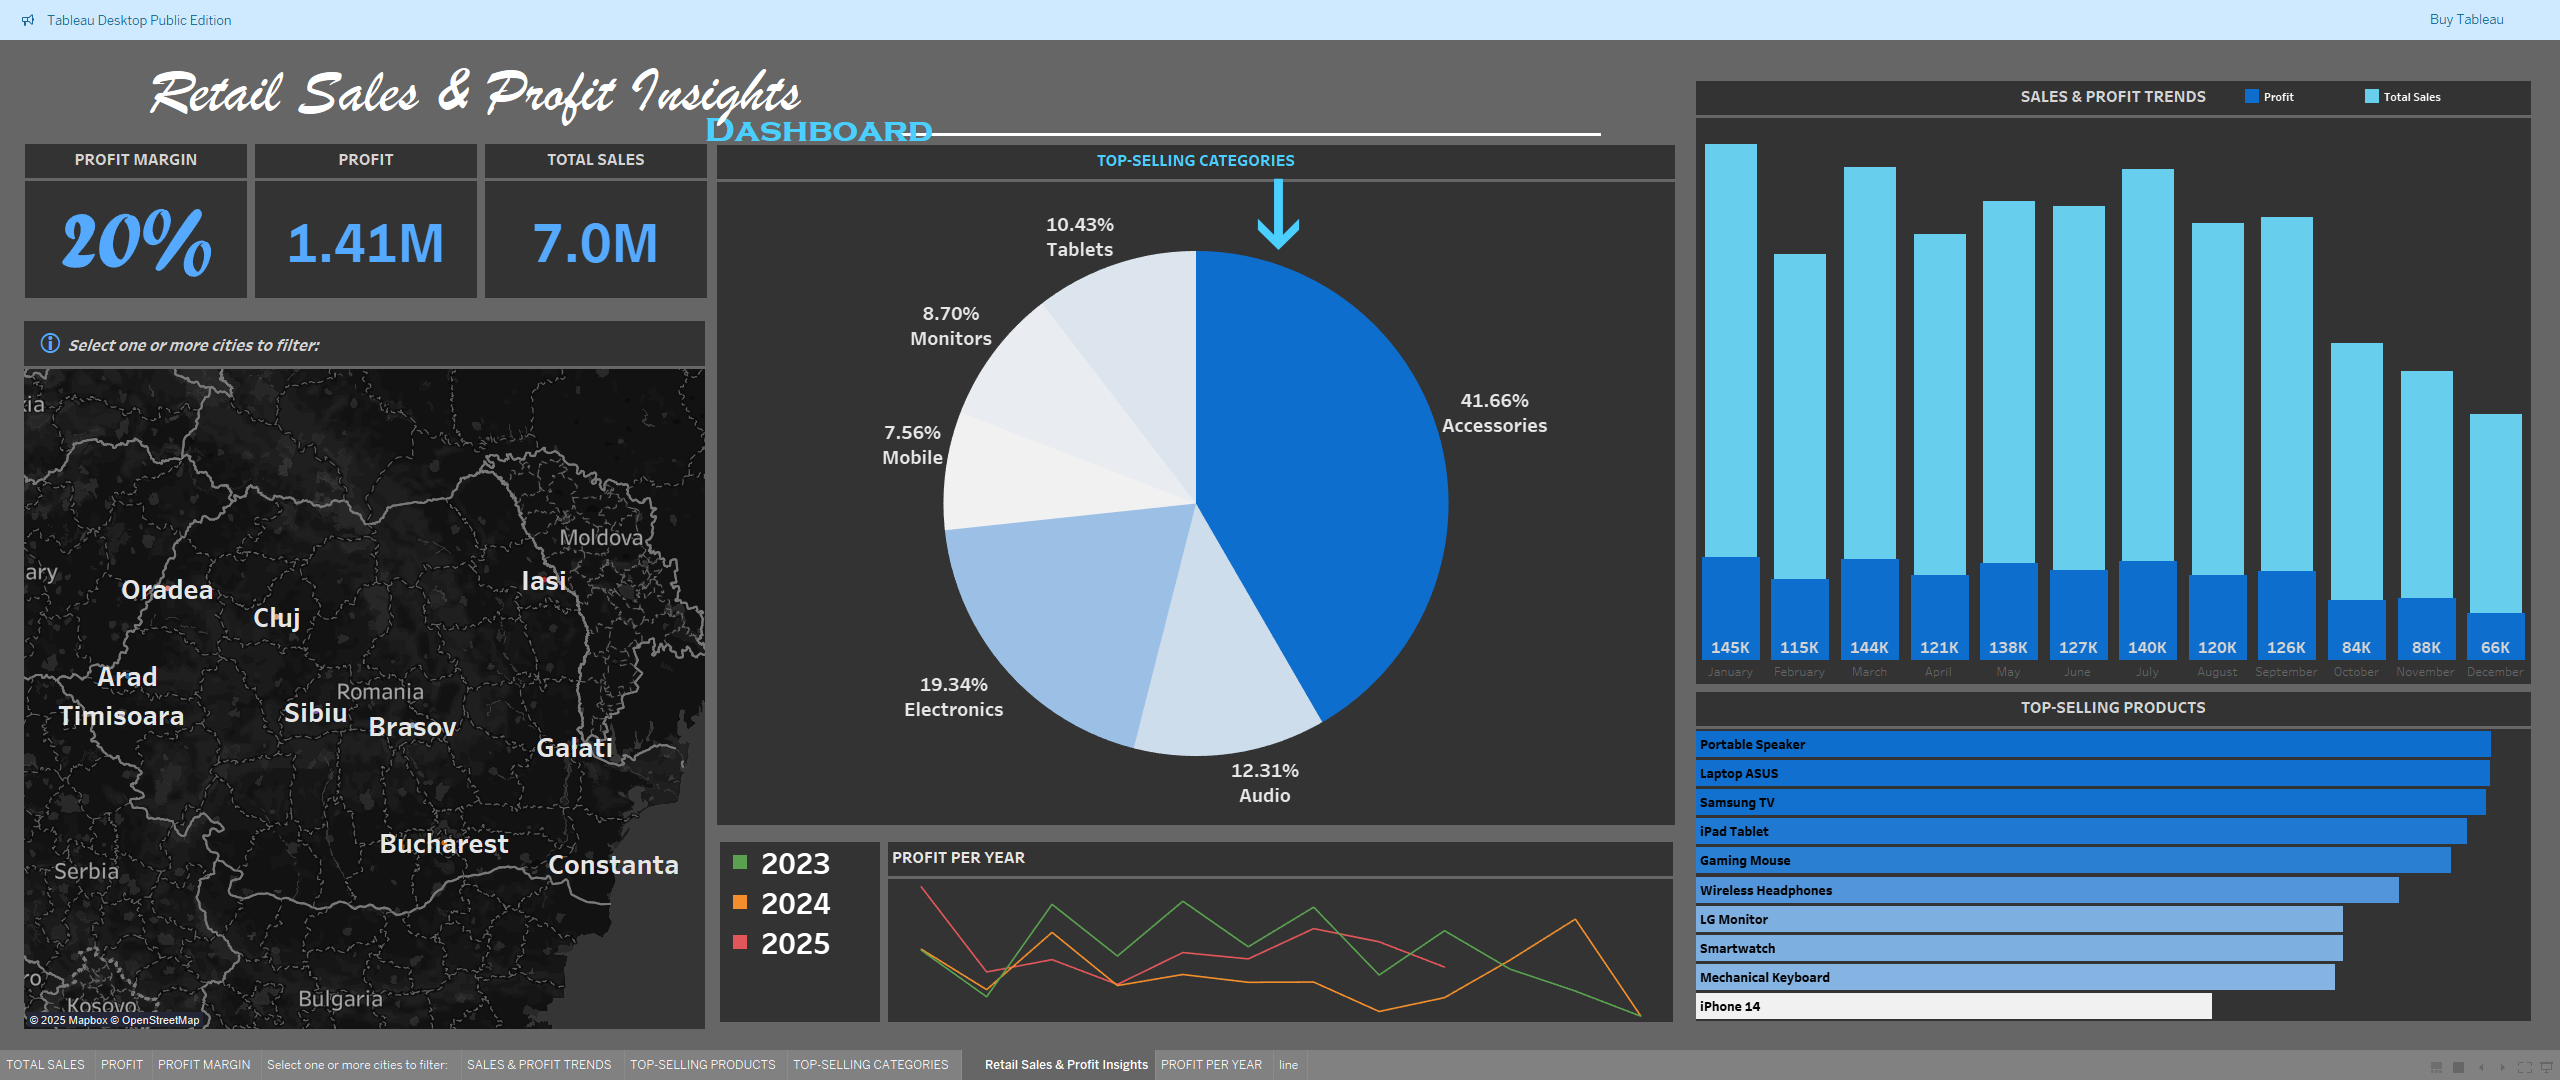 Tableau Desktop Public Edition
Buy Tableau
Retail Sales & Profit Insights
DASHBOARD
PROFIT MARGIN
20%
PROFIT
1.41M
TOTAL SALES
7.0M
Select one or more cities to filter:
ary
Oradea
Cluj
Iasi
Moldova
Arad
Timisoara
Romania
Sibiu
Brasov
Galati
Bucharest
Constanta
Serbia
Kosovo
Bulgaria
© 2025 Mapbox © OpenStreetMap
TOP-SELLING CATEGORIES
10.43%
Tablets
8.70%
Monitors
7.56%
Mobile
41.66%
Accessories
19.34%
Electronics
12.31%
Audio
2023
2024
2025
PROFIT PER YEAR
SALES & PROFIT TRENDS
Profit
Total Sales
145K 115K 144K 121K 138K 127K 140K 120K 126K 84K 88K 66K
January February March April May June July August September October November December
TOP-SELLING PRODUCTS
Portable Speaker
Laptop ASUS
Samsung TV
iPad Tablet
Gaming Mouse
Wireless Headphones
LG Monitor
Smartwatch
Mechanical Keyboard
iPhone 14
TOTAL SALES PROFIT PROFIT MARGIN Select one or more cities to filter: SALES & PROFIT TRENDS TOP-SELLING PRODUCTS TOP-SELLING CATEGORIES Retail Sales & Profit Insights PROFIT PER YEAR line